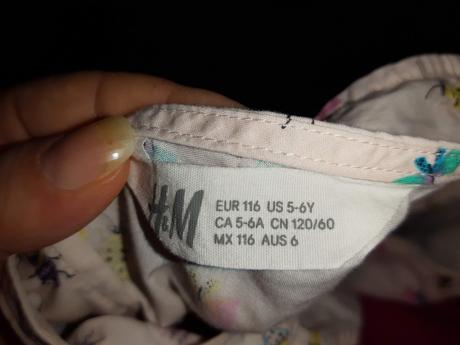 H&M
EUR 116 US 5-6Y
CA 5-6A CN 120/60
MX 116 AUS 6